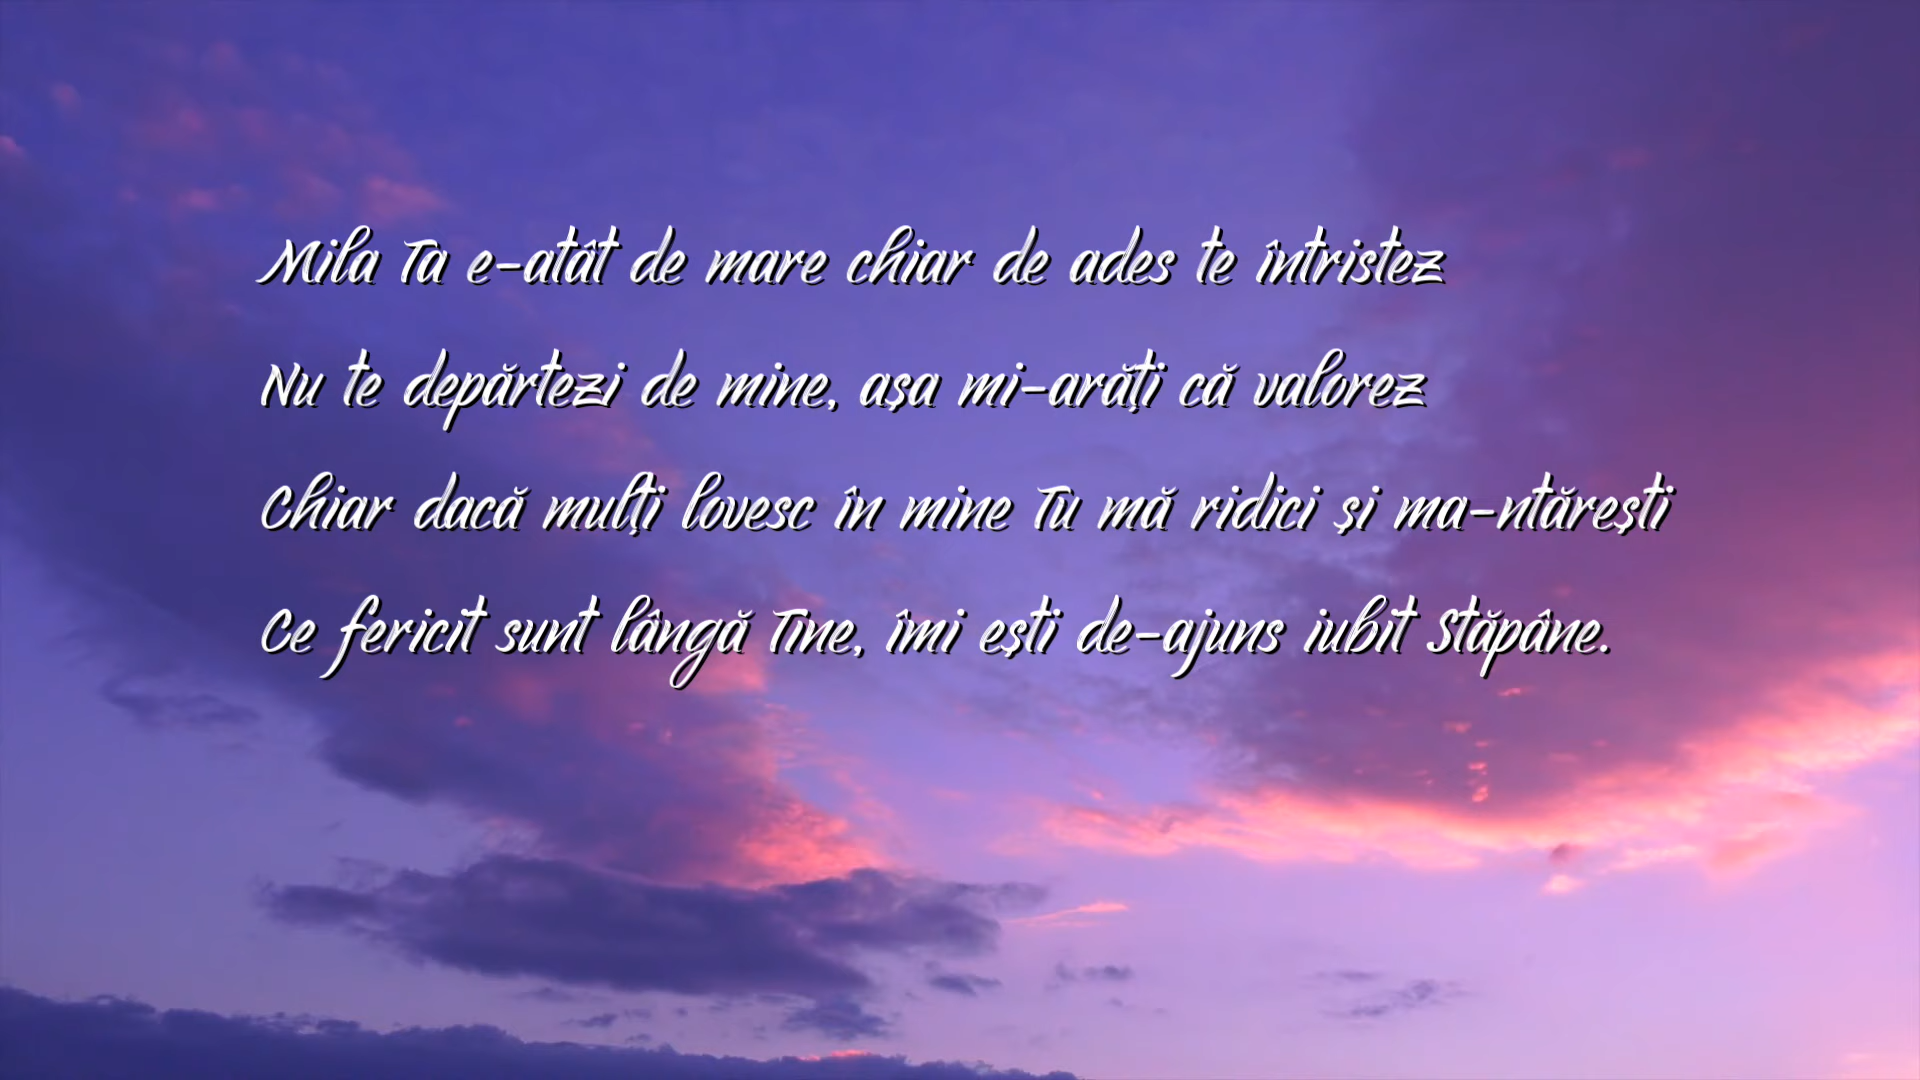 Mila Ta e-atât de mare chiar de ades te întristez
Nu te depărtezi de mine, așa mi-arăți că valorez
Chiar dacă mulți lovesc în mine Tu mă ridici și ma-ntărești
Ce fericit sunt lângă Tine, îmi ești de-ajuns iubit Stăpâne.